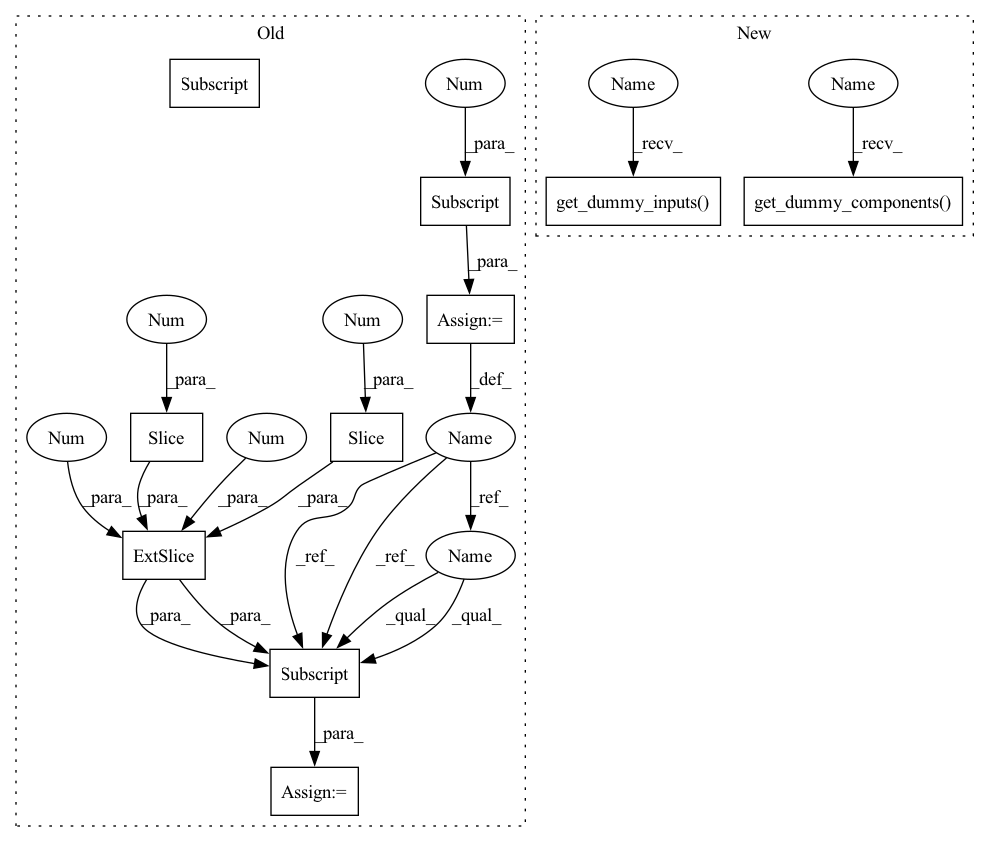 Old
New
Subscript
Num
Name
Name
_para_
_recv_
_recv_
Subscript
get_dummy_inputs()
get_dummy_components()
_para_
Num
Num
Assign:=
_para_
_para_
_def_
Num
Slice
Num
Slice
Name
_para_
_para_
_para_
_para_
_ref_
ExtSlice
_ref_
_ref_
Name
_para_
_para_
_qual_
_qual_
Subscript
_para_
Assign:=